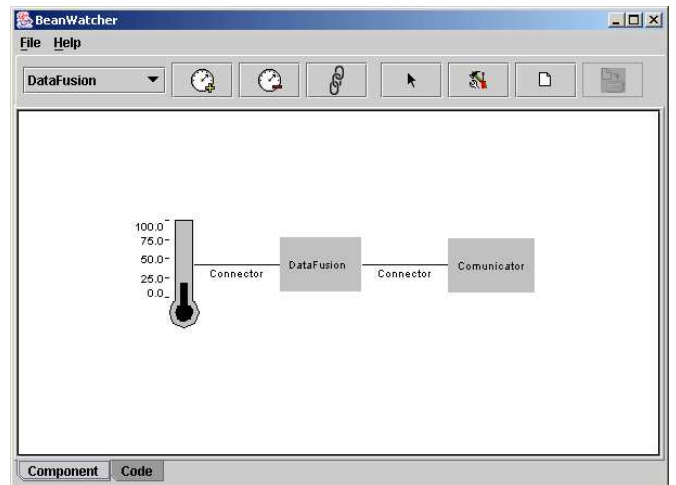 BeanWatcher
File Help
DataFusion
100.0
75.0
50.0
25.0
0.0
Connector
DataFusion
Connector
Comunicator
Component Code